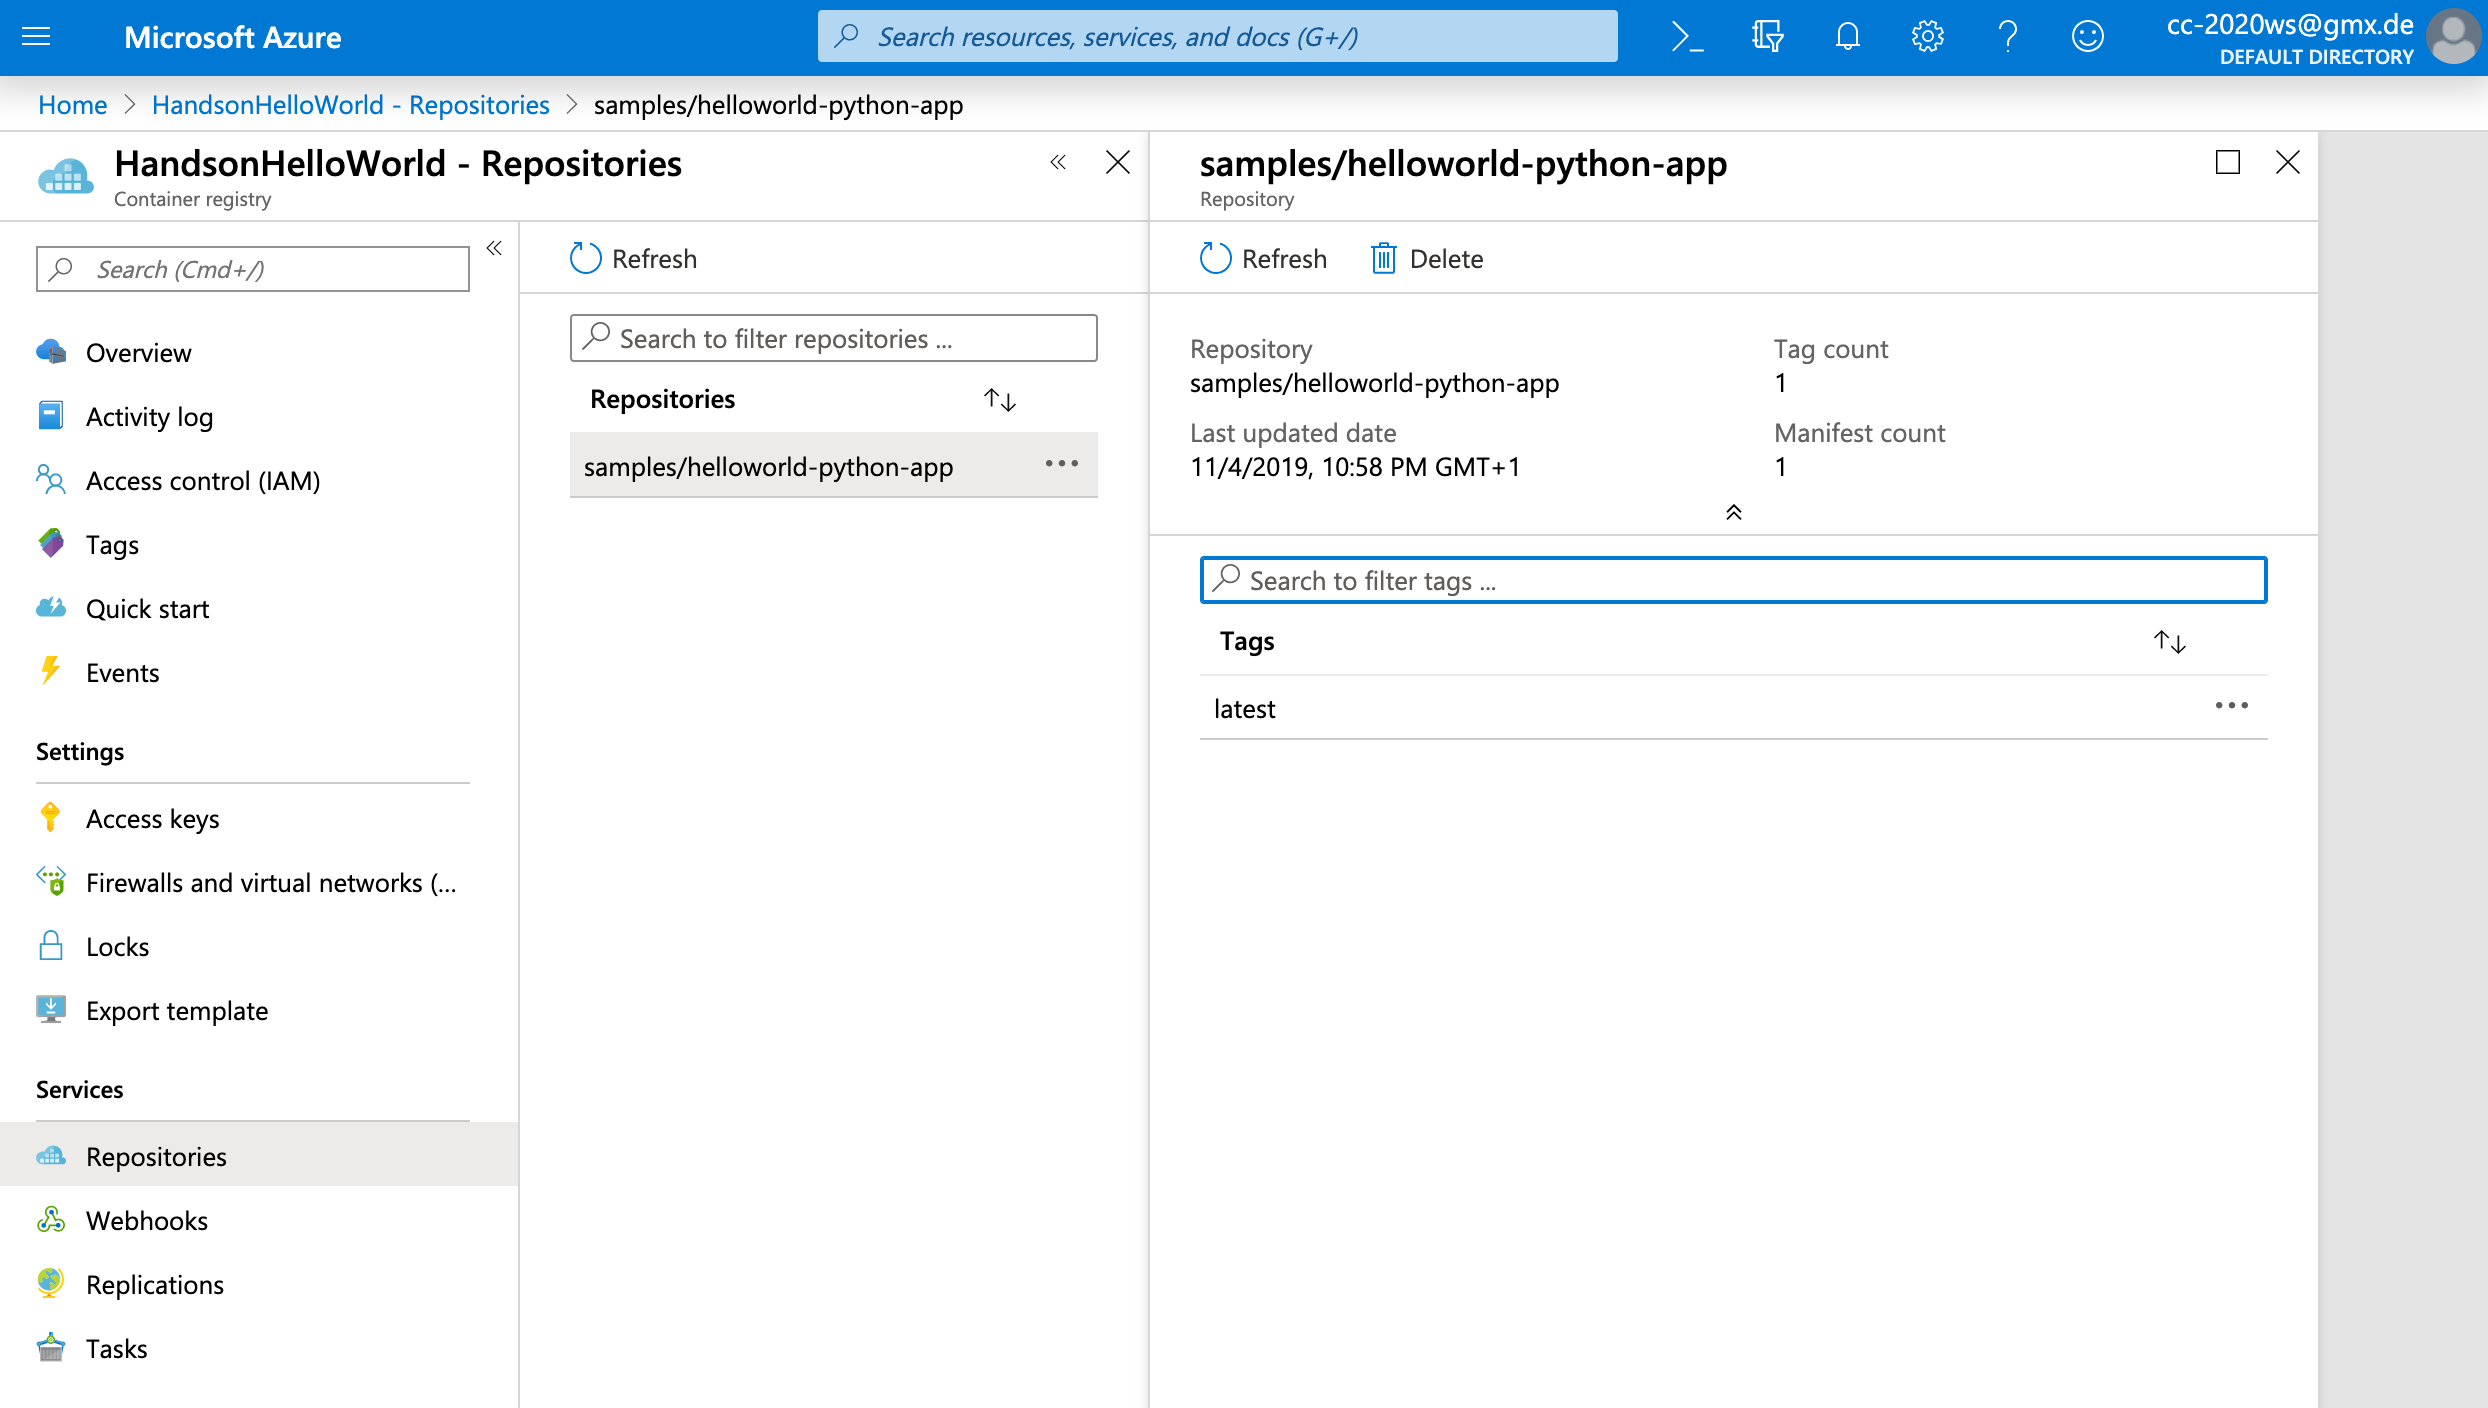 Microsoft Azure
Search resources, services, and docs (G+/)
cc-2020ws@gmx.de
DEFAULT DIRECTORY
Home > HandsonHelloWorld - Repositories > samples/helloworld-python-app
HandsonHelloWorld - Repositories
Container registry
Search (Cmd+/)
Overview
Activity log
Access control (IAM)
Tags
Quick start
Events
Settings
Access keys
Firewalls and virtual networks (...
Locks
Export template
Services
Repositories
Webhooks
Replications
Tasks
Refresh
Search to filter repositories ...
Repositories
samples/helloworld-python-app
samples/helloworld-python-app
Repository
Refresh Delete
Repository
samples/helloworld-python-app
Tag count
1
Last updated date
11/4/2019, 10:58 PM GMT+1
Manifest count
1
Search to filter tags ...
Tags
latest